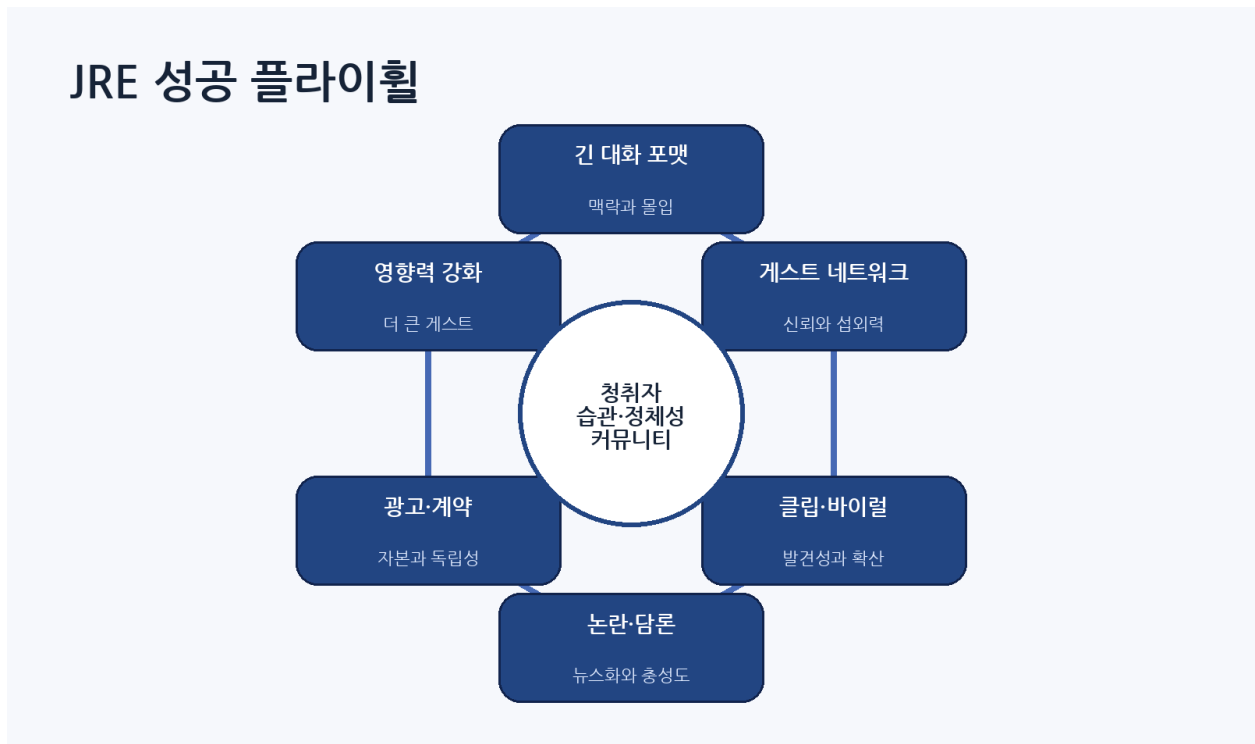 JRE 성공 플라이휠
긴 대화 포맷
맥락과 몰입
영향력 강화
더 큰 게스트
게스트 네트워크
신뢰와 섭외력
청취자
습관·정체성
커뮤니티
광고·계약
자본과 독립성
클립·바이럴
발견성과 확산
논란·담론
뉴스화와 충성도